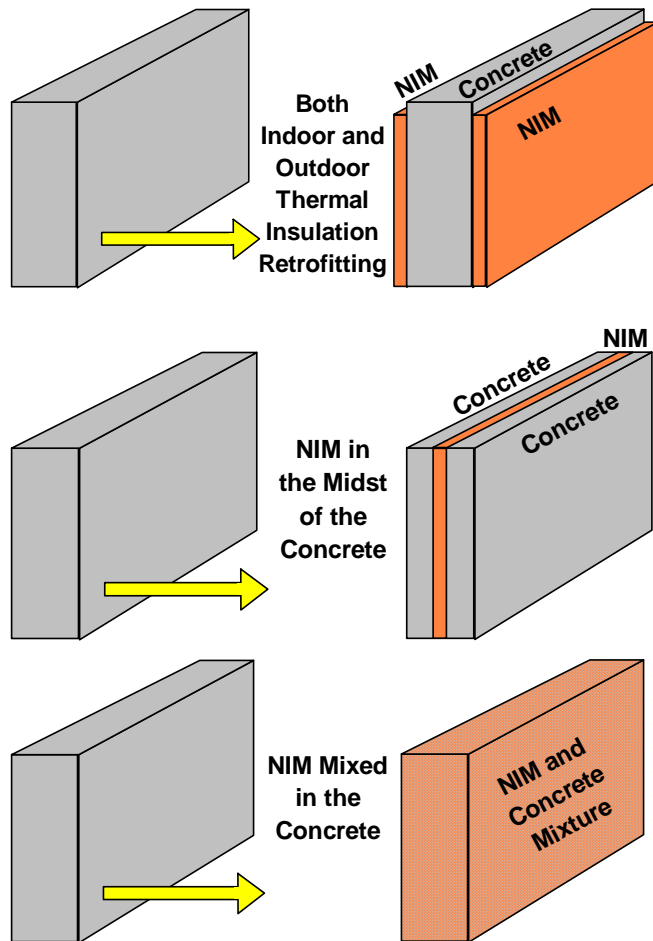 Both
Indoor and
Outdoor
Thermal
Insulation
Retrofitting
NIM
Concrete
NIM
NIM in
the Midst
of the
Concrete
NIM
Concrete
Concrete
NIM Mixed
in the
Concrete
NIM and
Concrete
Mixture